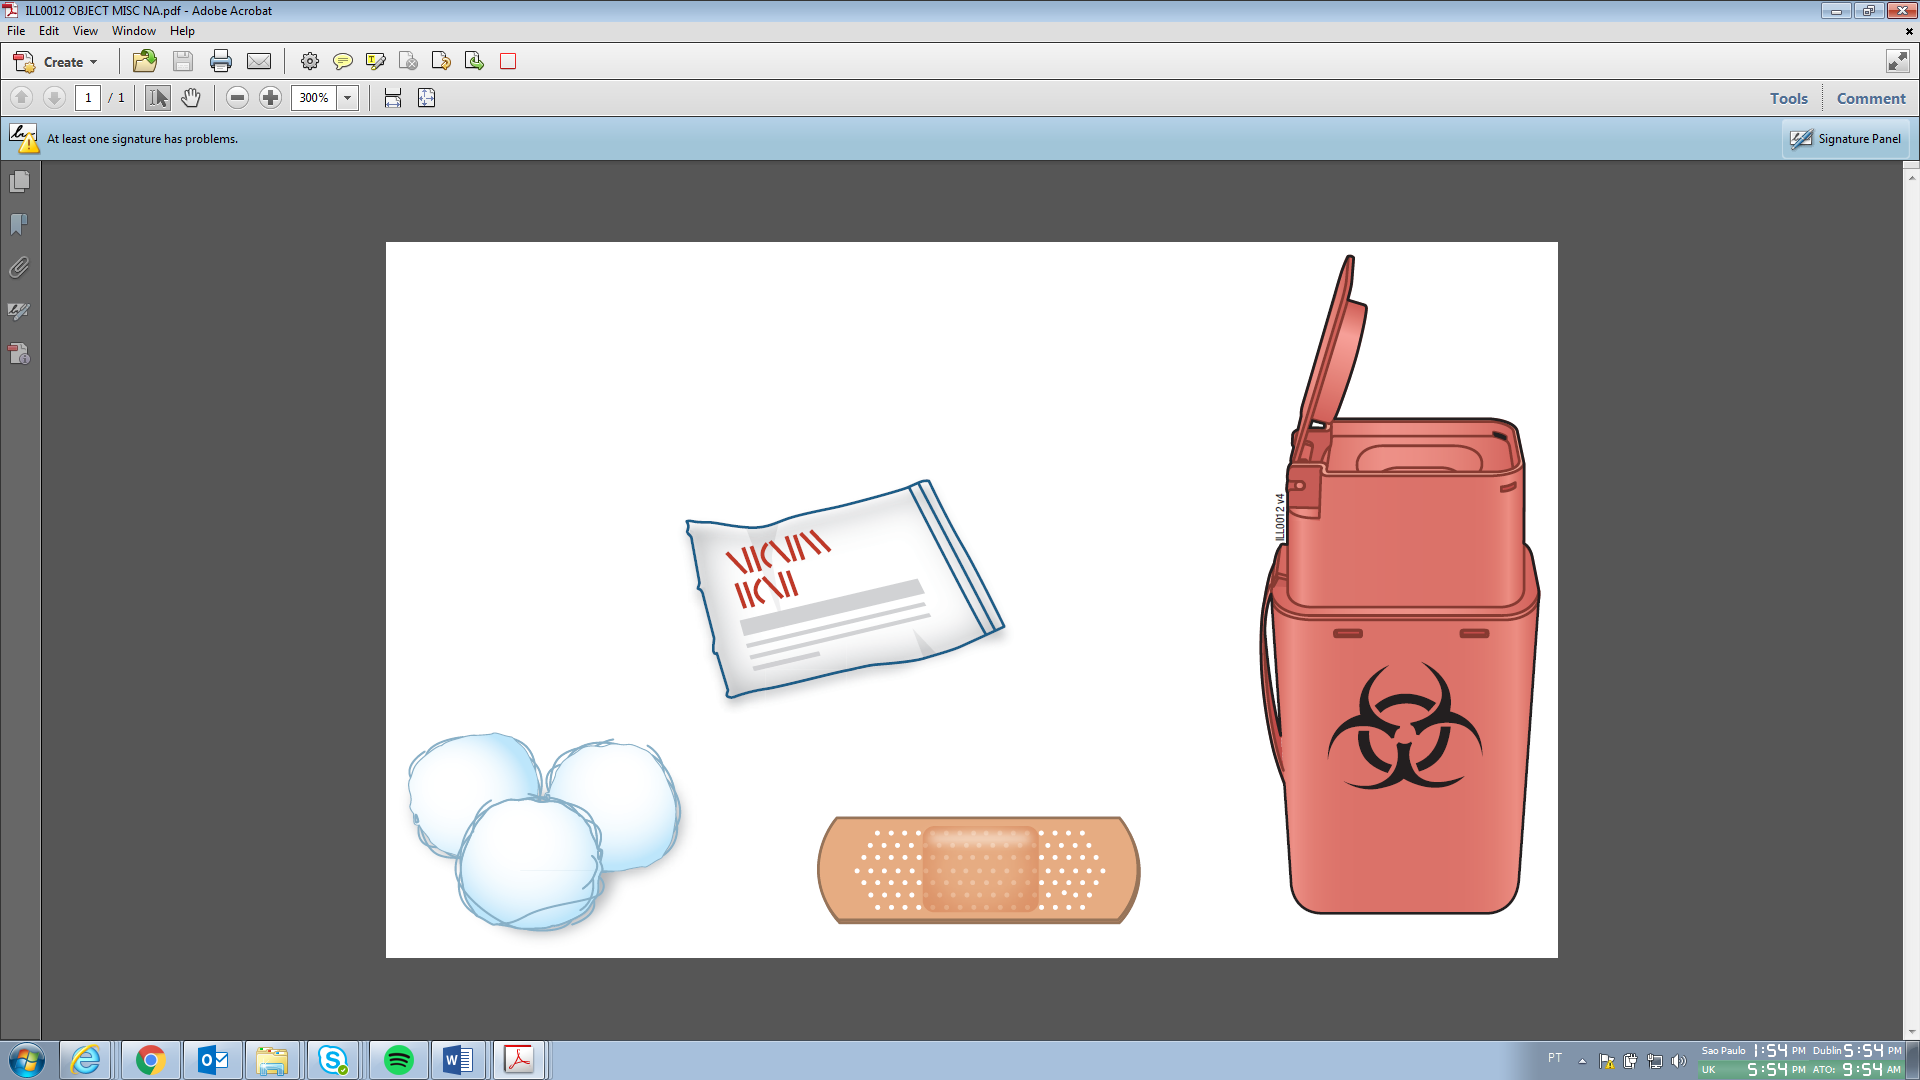 ILL0012 OBJECT MISC NA.pdf - Adobe Acrobat
File Edit View Window Help
Create
1 / 1 300% Tools Comment
At least one signature has problems. Signature Panel
ILL0012 v4
PT
Sao Paulo 1:54 PM Dublin 5:54 PM
UK 5:54 PM ATO: 9:54 AM